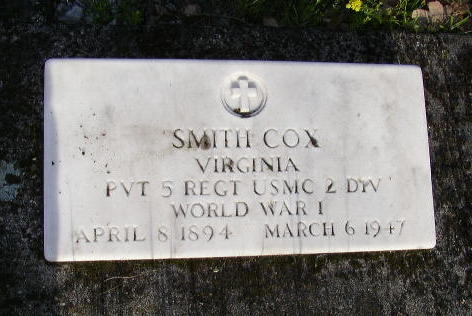 SMITH COX
VIRGINIA
PVT 5 REGT USMC 2 DIV
WORLD WAR I
APRIL 8 1894 MARCH 6 1947